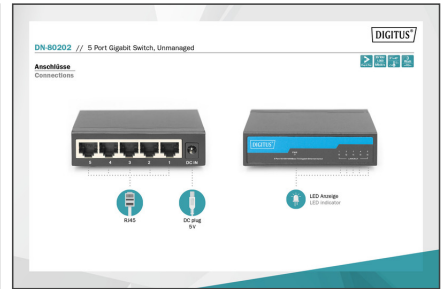 DIGITUS®
DN-80202 // 5 Port Gigabit Switch, Unmanaged
Anschlüsse
Connections
5 4 3 2 1 DC IN
DIGITUS
RJ45
DC plug
5V
LED Anzeige
LED indicator